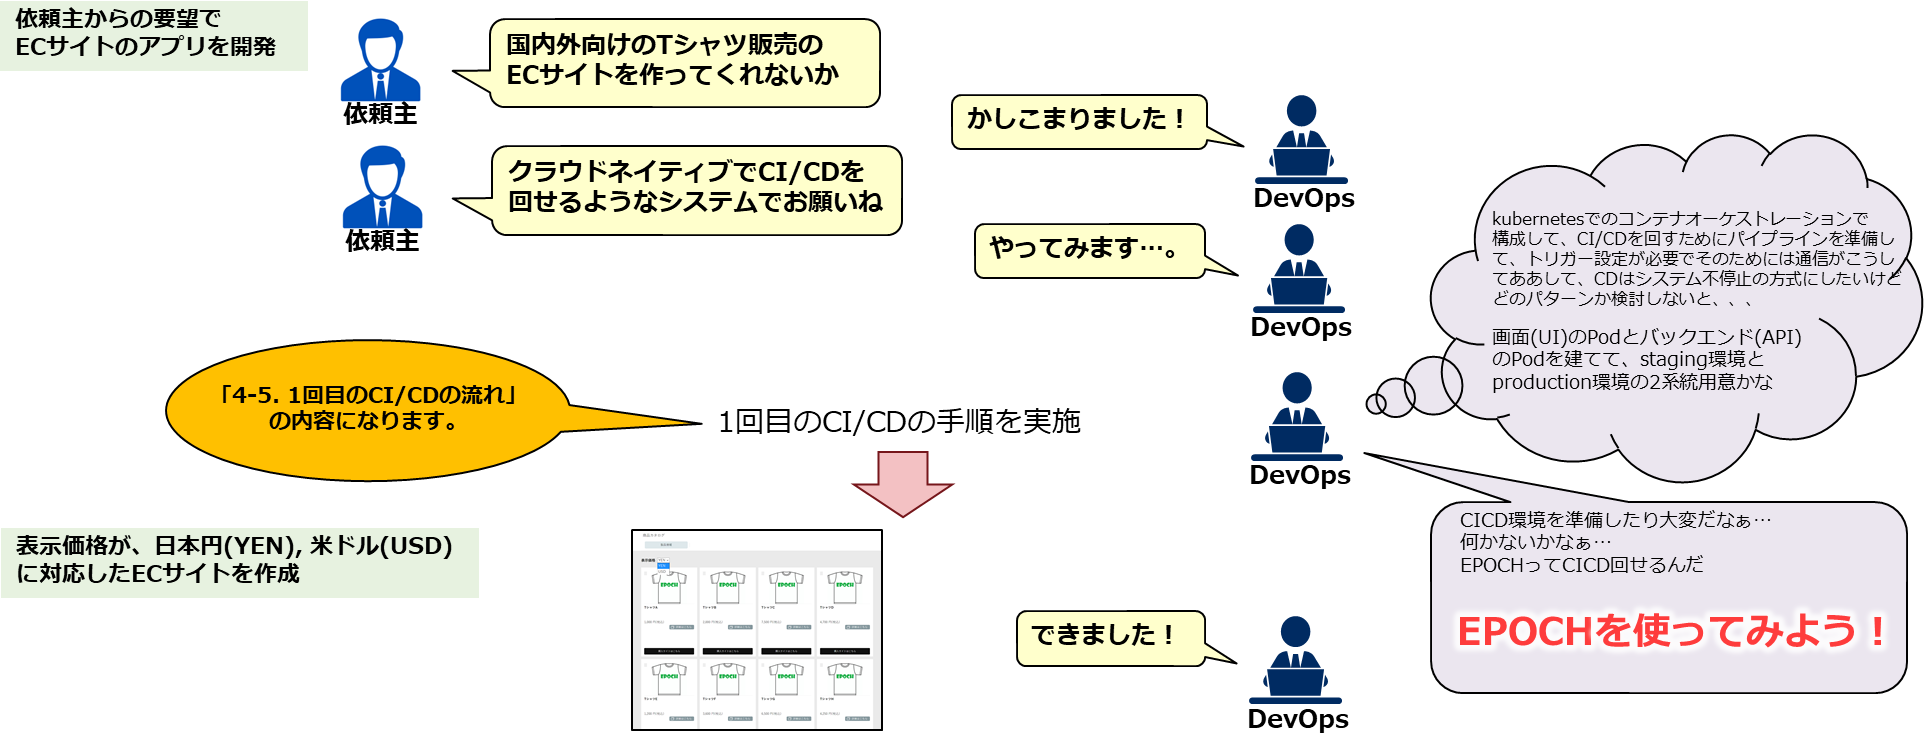 依頼主からの要望で
ECサイトのアプリを開発
依頼主
国内外向けのTシャツ販売の
ECサイトを作ってくれないか
かしこまりました！
DevOps
依頼主
クラウドネイティブでCI/CDを
回せるようなシステムでお願いね
やってみます…。
DevOps
kubernetesでのコンテナオーケストレーションで
構成して、CI/CDを回すためにパイプラインを準備し
て、トリガー設定が必要でそのためには通信がこうし
てああして、CDはシステム不停止の方式にしたいけど
どのパターンか検討しないと、、、
画面(UI)のPodとバックエンド(API)
のPodを建てて、staging環境と
production環境の2系統用意かな
DevOps
「4-5. 1回目のCI/CDの流れ」
の内容になります。
1回目のCI/CDの手順を実施
CICD環境を準備したり大変だなぁ…
何かないかなぁ…
EPOCHってCICD回せるんだ
EPOCHを使ってみよう！
表示価格が、日本円(YEN), 米ドル(USD)
に対応したECサイトを作成
表示価格 YEN
YEN
USD
EPOCH EPOCH EPOCH EPOCH
EPOCH EPOCH EPOCH EPOCH
できました！
DevOps